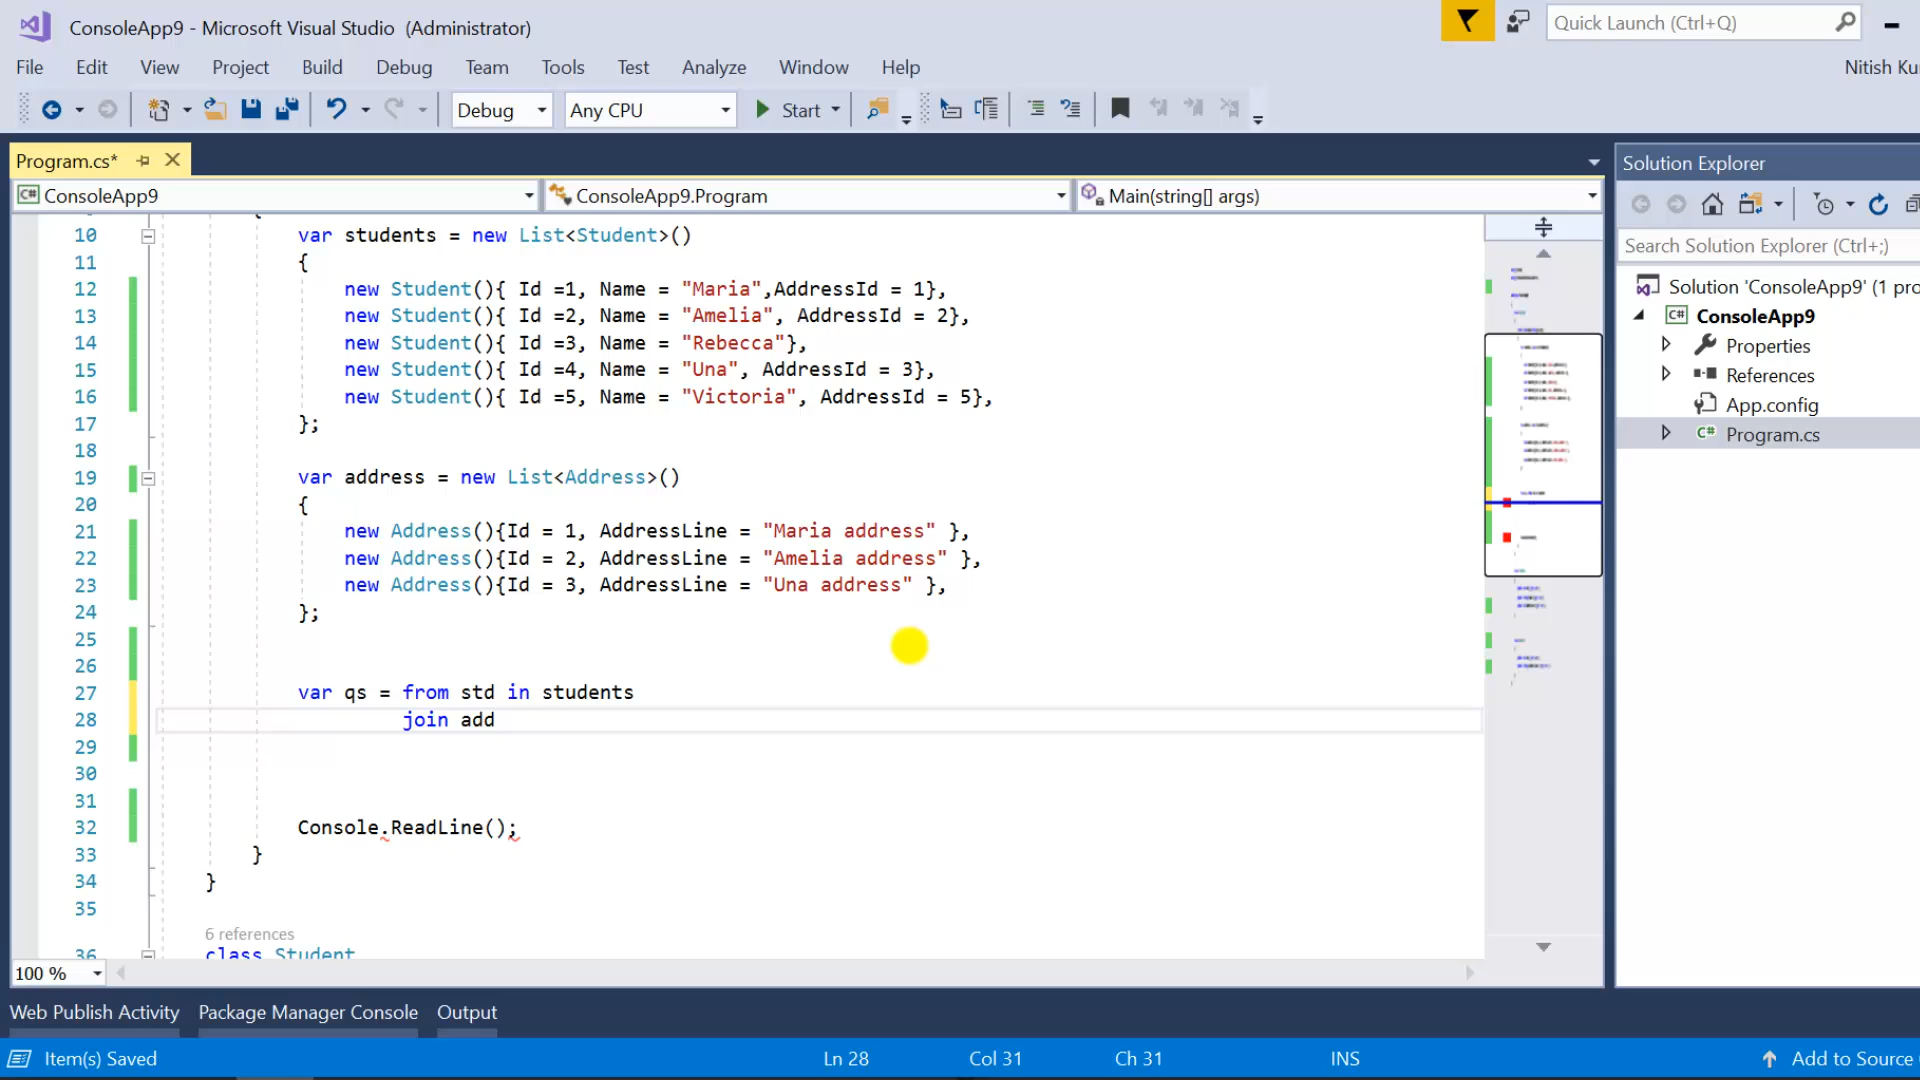 ConsoleApp9 - Microsoft Visual Studio (Administrator)
Quick Launch (Ctrl+Q)
File Edit View Project Build Debug Team Tools Test Analyze Window Help
Nitish Ku
Debug Any CPU Start
Program.cs*
Solution Explorer
ConsoleApp9 ConsoleApp9.Program Main(string[] args)
Search Solution Explorer (Ctrl+;)
Solution 'ConsoleApp9' (1 pro
ConsoleApp9
Properties
References
App.config
Program.cs
10 var students = new List<Student>()
11 {
12 new Student(){ Id =1, Name = "Maria",AddressId = 1},
13 new Student(){ Id =2, Name = "Amelia", AddressId = 2},
14 new Student(){ Id =3, Name = "Rebecca"},
15 new Student(){ Id =4, Name = "Una", AddressId = 3},
16 new Student(){ Id =5, Name = "Victoria", AddressId = 5},
17 };
18
19 var address = new List<Address>()
20 {
21 new Address(){Id = 1, AddressLine = "Maria address" },
22 new Address(){Id = 2, AddressLine = "Amelia address" },
23 new Address(){Id = 3, AddressLine = "Una address" },
24 };
25
26
27 var qs = from std in students
28 join add
29
30
31
32 Console.ReadLine();
33 }
34 }
35
6 references
36 class Student
100 %
Web Publish Activity Package Manager Console Output
Item(s) Saved Ln 28 Col 31 Ch 31 INS Add to Source